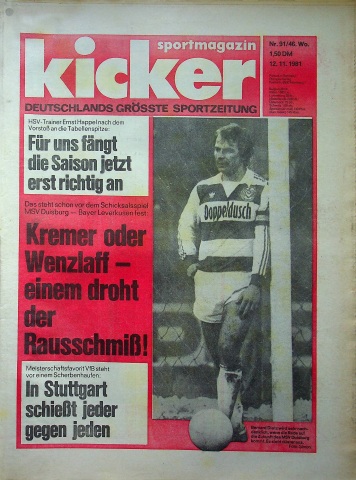 sportmagazin
kicker
DEUTSCHLANDS GRÖSSTE SPORTZEITUNG
Nr. 91/46. Wo.
1,50 DM
12. 11. 1981
HSV-Trainer Ernst Happel nach dem
Vorstoß an die Tabellenspitze:
Für uns fängt
die Saison jetzt
erst richtig an
Das steht schon vor dem Schicksalsspiel
MSV Duisburg – Bayer Leverkusen fest:
Kremer oder
Wenzlaff –
einem droht
der
Rausschmiß!
Meisterschaftsfavorit VfB steht
vor einem Scherbenhaufen:
In Stuttgart
schießt jeder
gegen jeden
Doppeldusch